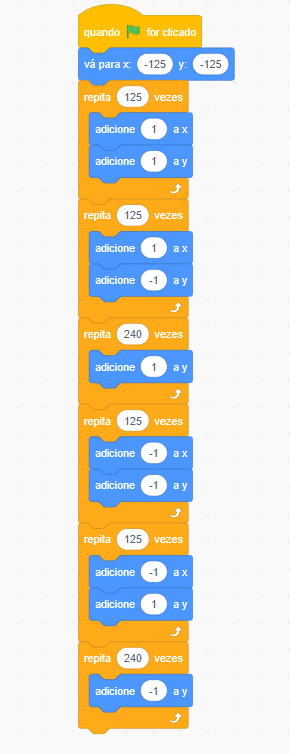 quando for clicado
vá para x: -125 y: -125
repita 125 vezes
adicione 1 a x
adicione 1 a y
repita 125 vezes
adicione 1 a x
adicione -1 a y
repita 240 vezes
adicione 1 a y
repita 125 vezes
adicione -1 a x
adicione -1 a y
repita 125 vezes
adicione -1 a x
adicione 1 a y
repita 240 vezes
adicione -1 a y